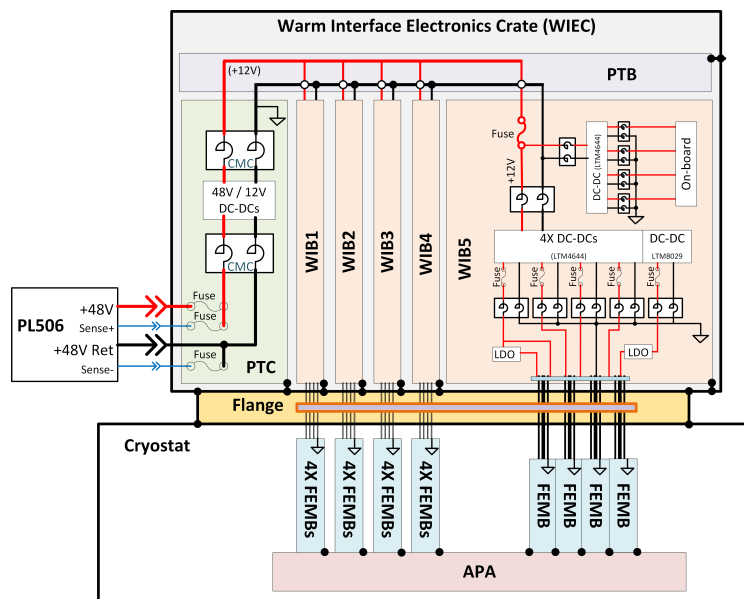 Warm Interface Electronics Crate (WIEC)
(+12V)
PTB
Fuse
+12V
DC-DC (LTM4644)
On-board
CMC
48V / 12V
DC-DCs
CMC
WIB1
WIB2
WIB3
WIB4
WIB5
4X DC-DCs
(LTM4644)
DC-DC
LTM8029
Fuse
Fuse
Fuse
Fuse
Fuse
LDO
LDO
PL506
+48V
Sense+
+48V Ret
Sense-
Fuse
Fuse
Fuse
PTC
Flange
Cryostat
4X FEMBs
4X FEMBs
4X FEMBs
4X FEMBs
FEMB
FEMB
FEMB
FEMB
APA